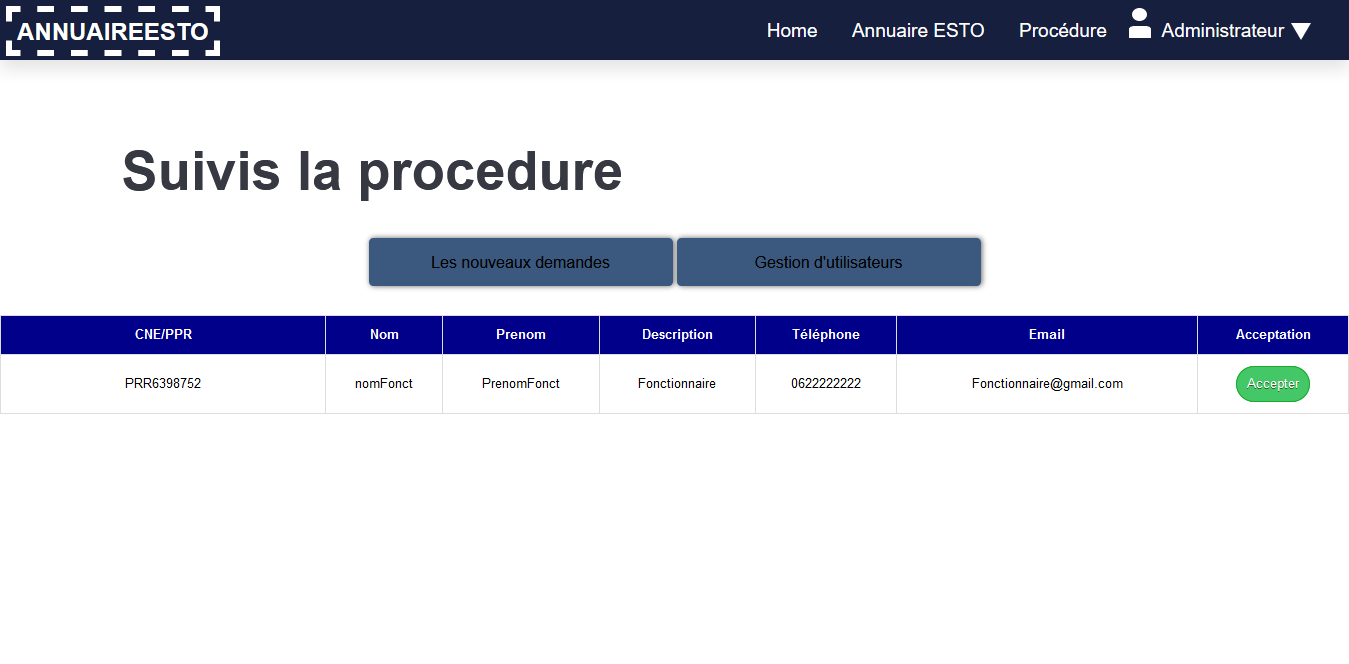 ANNUAIREESTO
Home Annuaire ESTO Procédure Administrateur
Suivis la procedure
Les nouveaux demandes Gestion d'utilisateurs
CNE/PPR Nom Prenom Description Téléphone Email Acceptation
PRR6398752 nomFonct PrenomFonct Fonctionnaire 0622222222 Fonctionnaire@gmail.com Accepter